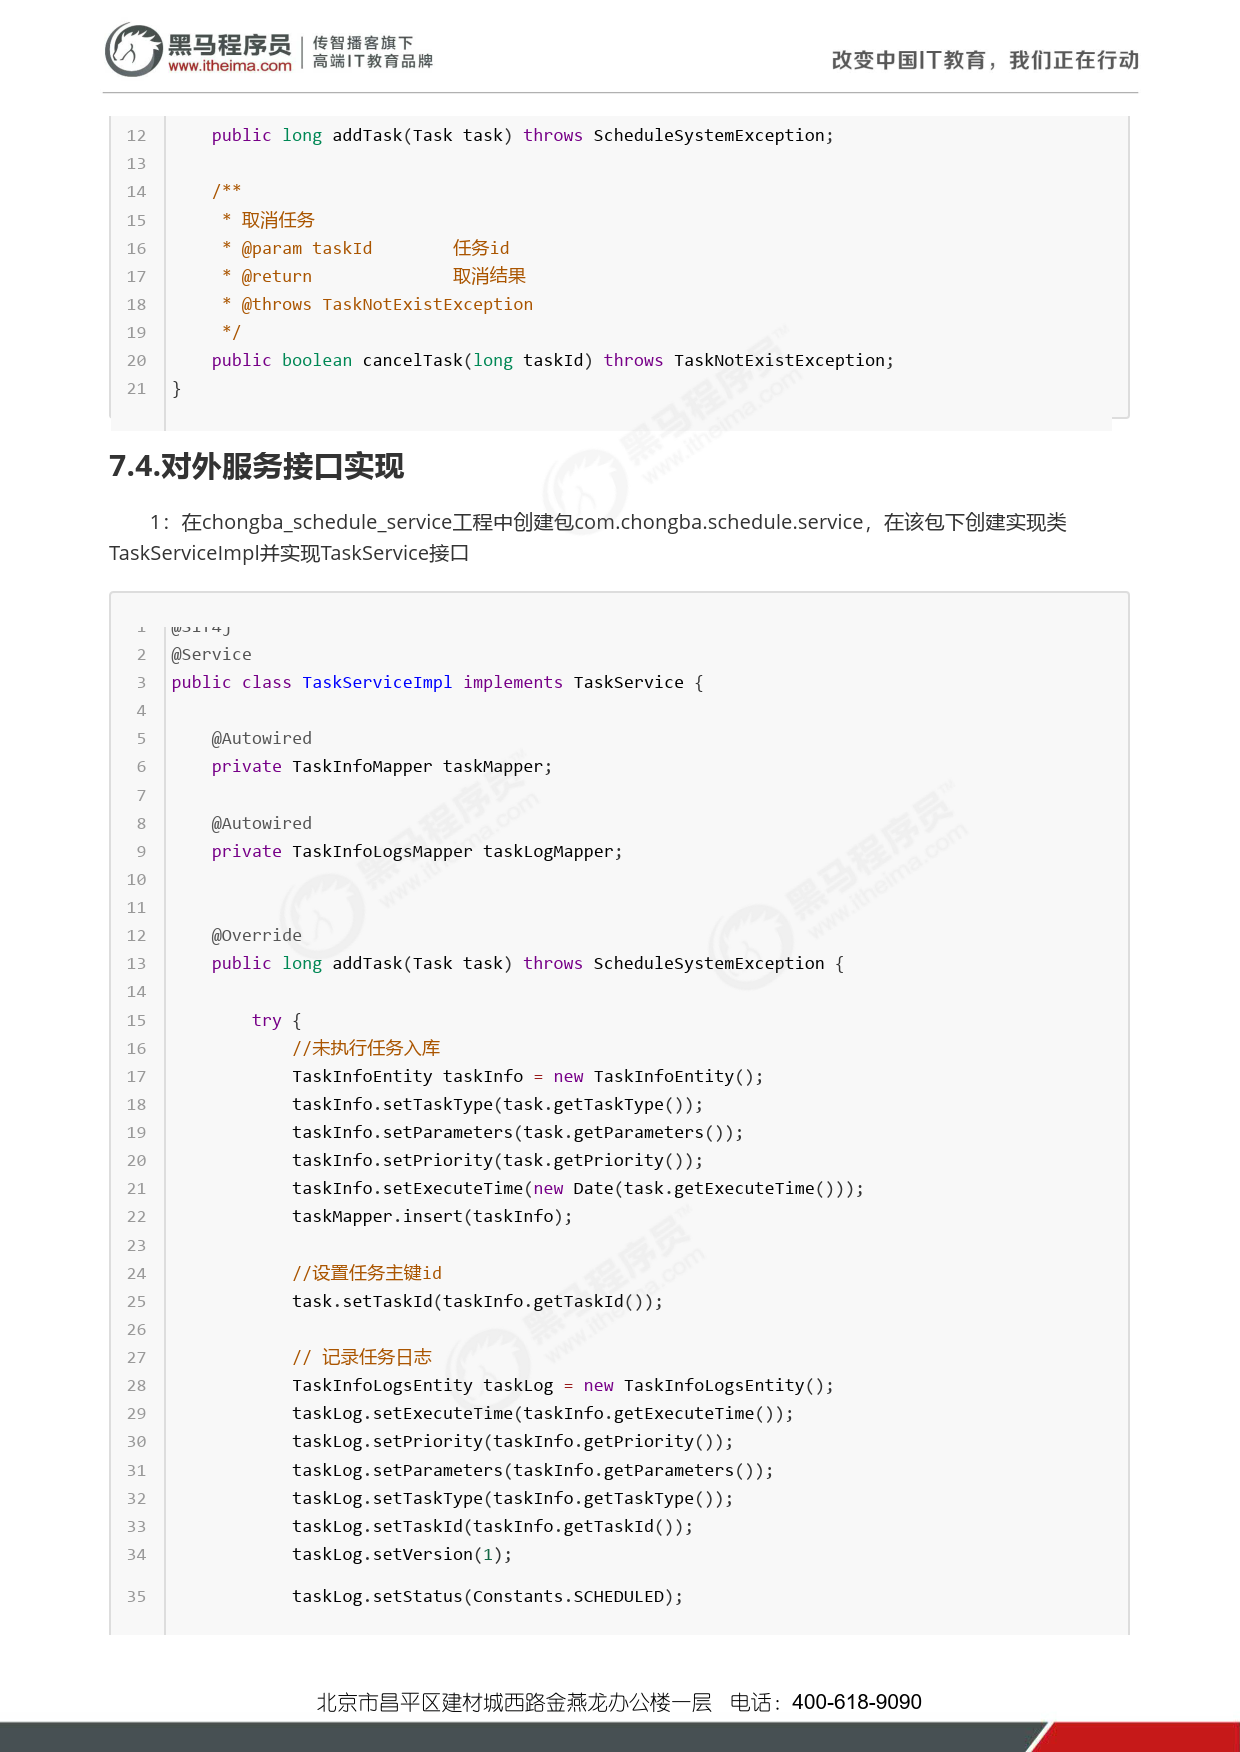 黑马程序员
www.itheima.com
传智播客旗下
高端IT教育品牌
改变中国IT教育，我们正在行动
12 public long addTask(Task task) throws ScheduleSystemException;
13
14 /**
15 * 取消任务
16 * @param taskId 任务id
17 * @return 取消结果
18 * @throws TaskNotExistException
19 */
20 public boolean cancelTask(long taskId) throws TaskNotExistException;
21 }
7.4.对外服务接口实现
1：在chongba_schedule_service工程中创建包com.chongba.schedule.service，在该包下创建实现类
TaskServiceImpl并实现TaskService接口
1 @Slf4j
2 @Service
3 public class TaskServiceImpl implements TaskService {
4
5 @Autowired
6 private TaskInfoMapper taskMapper;
7
8 @Autowired
9 private TaskInfoLogsMapper taskLogMapper;
10
11
12 @Override
13 public long addTask(Task task) throws ScheduleSystemException {
14
15 try {
16 //未执行任务入库
17 TaskInfoEntity taskInfo = new TaskInfoEntity();
18 taskInfo.setTaskType(task.getTaskType());
19 taskInfo.setParameters(task.getParameters());
20 taskInfo.setPriority(task.getPriority());
21 taskInfo.setExecuteTime(new Date(task.getExecuteTime()));
22 taskMapper.insert(taskInfo);
23
24 //设置任务主键id
25 task.setTaskId(taskInfo.getTaskId());
26
27 // 记录任务日志
28 TaskInfoLogsEntity taskLog = new TaskInfoLogsEntity();
29 taskLog.setExecuteTime(taskInfo.getExecuteTime());
30 taskLog.setPriority(taskInfo.getPriority());
31 taskLog.setParameters(taskInfo.getParameters());
32 taskLog.setTaskType(taskInfo.getTaskType());
33 taskLog.setTaskId(taskInfo.getTaskId());
34 taskLog.setVersion(1);
35 taskLog.setStatus(Constants.SCHEDULED);
北京市昌平区建材城西路金燕龙办公楼一层 电话：400-618-9090